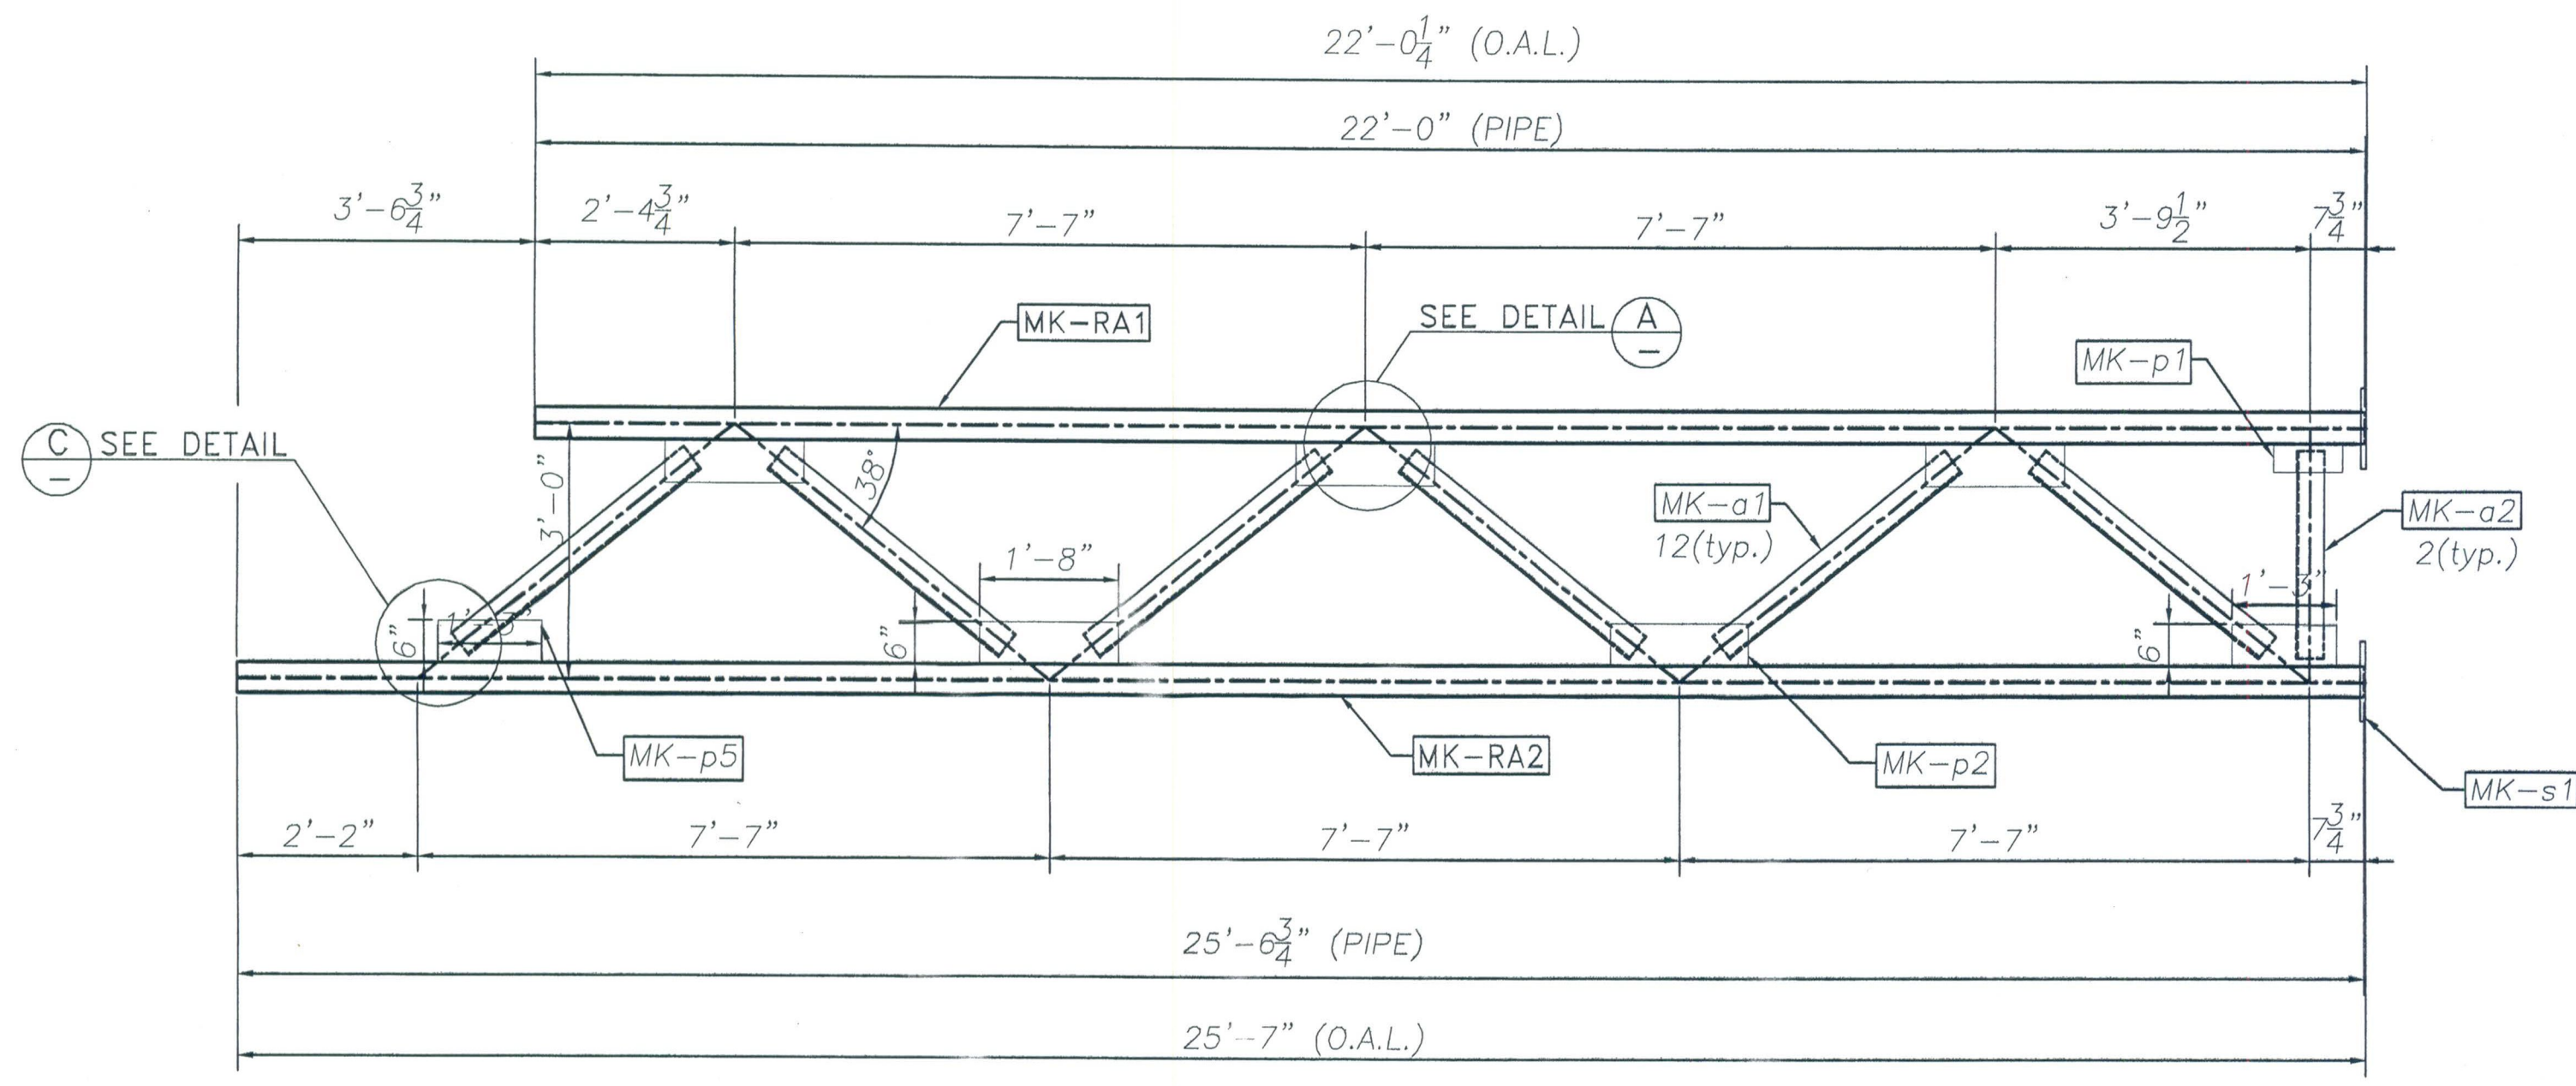 22'-0 1/4" (O.A.L.)
22'-0" (PIPE)
3'-6 3/4"
2'-4 3/4"
7'-7"
7'-7"
3'-9 1/2"
7 3/4"
MK-RA1
SEE DETAIL A
-
MK-p1
C SEE DETAIL
-
3'-0"
38°
MK-a1
12(typ.)
MK-a2
2(typ.)
1'-8"
1'-3"
1'-3"
6"
6"
6"
MK-p5
MK-RA2
MK-p2
MK-s1
2'-2"
7'-7"
7'-7"
7'-7"
7 3/4"
25'-6 3/4" (PIPE)
25'-7" (O.A.L.)